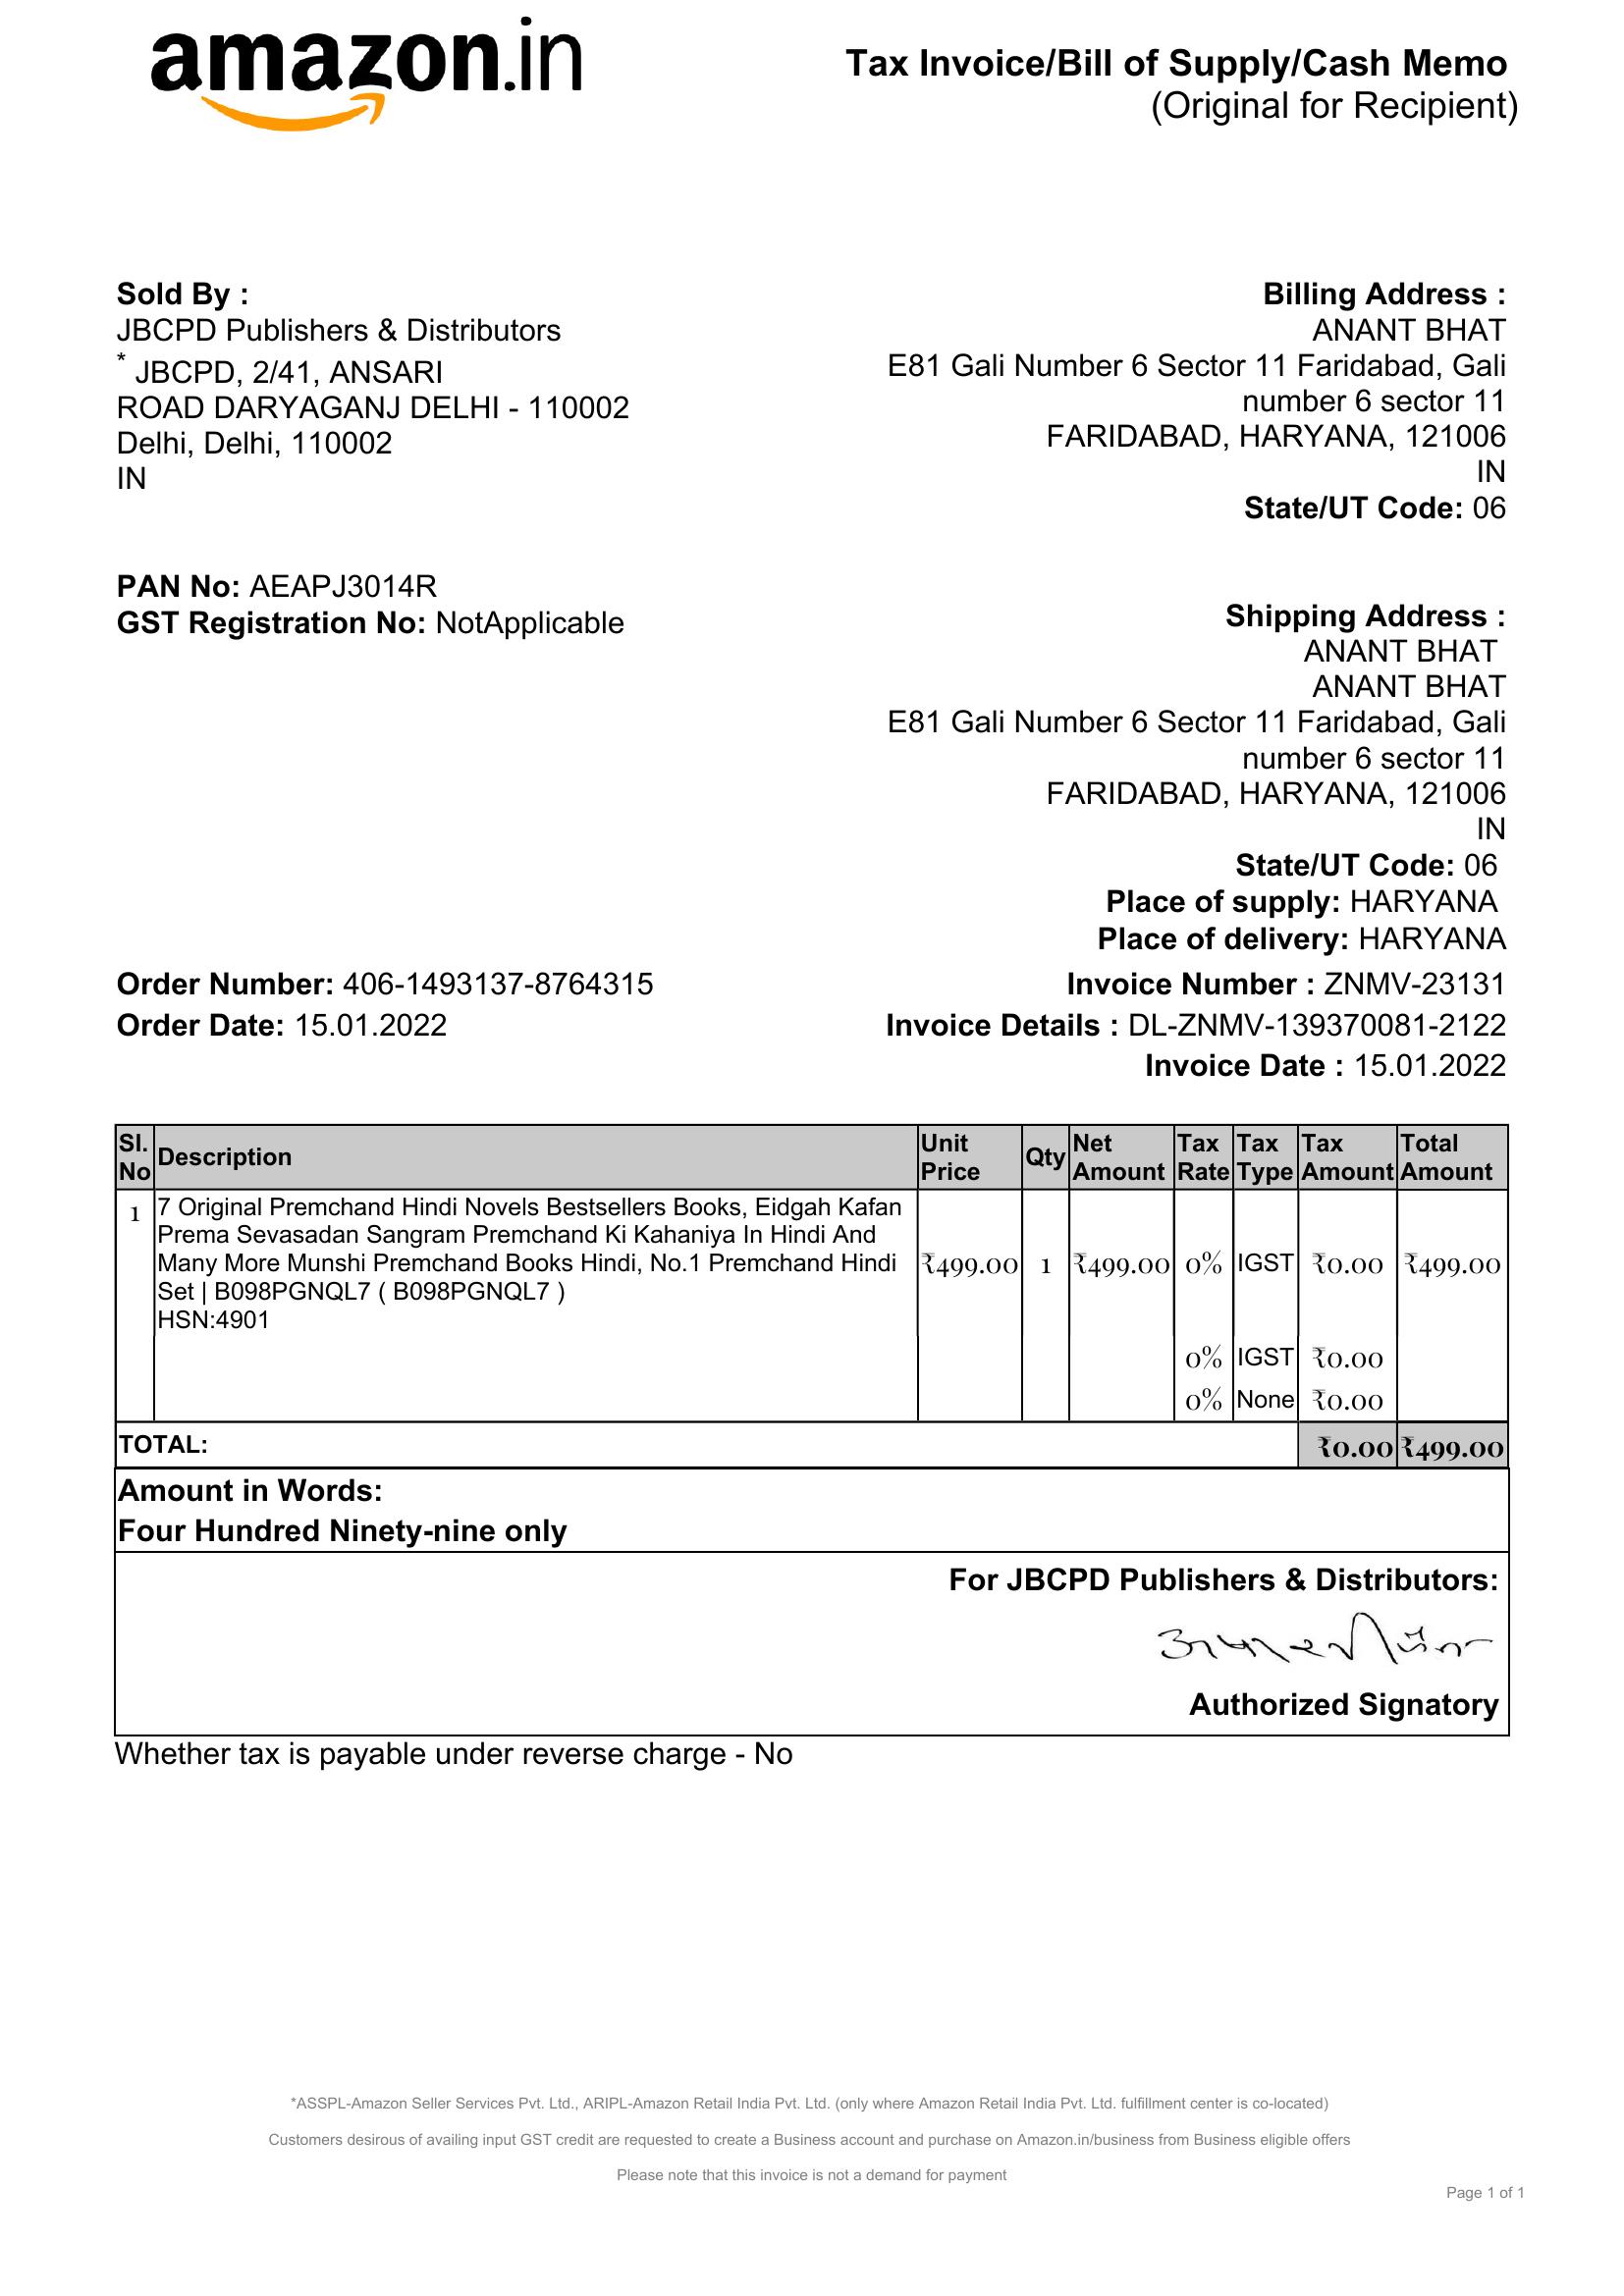 amazon.in
Tax Invoice/Bill of Supply/Cash Memo
(Original for Recipient)
Sold By :
JBCPD Publishers & Distributors
* JBCPD, 2/41, ANSARI
ROAD DARYAGANJ DELHI - 110002
Delhi, Delhi, 110002
IN
PAN No: AEAPJ3014R
GST Registration No: NotApplicable
Billing Address :
ANANT BHAT
E81 Gali Number 6 Sector 11 Faridabad, Gali
number 6 sector 11
FARIDABAD, HARYANA, 121006
IN
State/UT Code: 06
Shipping Address :
ANANT BHAT
ANANT BHAT
E81 Gali Number 6 Sector 11 Faridabad, Gali
number 6 sector 11
FARIDABAD, HARYANA, 121006
IN
State/UT Code: 06
Place of supply: HARYANA
Place of delivery: HARYANA
Order Number: 406-1493137-8764315
Order Date: 15.01.2022
Invoice Number : ZNMV-23131
Invoice Details : DL-ZNMV-139370081-2122
Invoice Date : 15.01.2022
Sl. No Description Unit Price Qty Net Amount Tax Rate Tax Type Tax Amount Total Amount
1 7 Original Premchand Hindi Novels Bestsellers Books, Eidgah Kafan
Prema Sevasadan Sangram Premchand Ki Kahaniya In Hindi And
Many More Munshi Premchand Books Hindi, No.1 Premchand Hindi ₹499.00 1 ₹499.00 0% IGST ₹0.00 ₹499.00
Set | B098PGNQL7 ( B098PGNQL7 )
HSN:4901
0% IGST ₹0.00
0% None ₹0.00
TOTAL: ₹0.00 ₹499.00
Amount in Words:
Four Hundred Ninety-nine only
For JBCPD Publishers & Distributors:
Authorized Signatory
Whether tax is payable under reverse charge - No
*ASSPL-Amazon Seller Services Pvt. Ltd., ARIPL-Amazon Retail India Pvt. Ltd. (only where Amazon Retail India Pvt. Ltd. fulfillment center is co-located)
Customers desirous of availing input GST credit are requested to create a Business account and purchase on Amazon.in/business from Business eligible offers
Please note that this invoice is not a demand for payment
Page 1 of 1